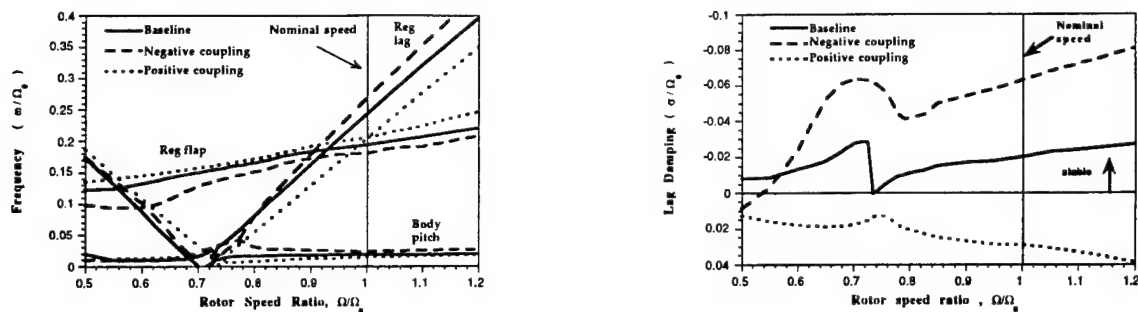 0.4
0.35
0.3
0.25
0.2
0.15
0.1
0.05
0
Frequency ( ω/Ω₀ )
Baseline
Negative coupling
Positive coupling
Nominal speed
Reg lag
Reg flap
Body pitch
0.5 0.6 0.7 0.8 0.9 1 1.1 1.2
Rotor Speed Ratio, Ω/Ω₀
-0.1
-0.08
-0.06
-0.04
-0.02
0
0.02
0.04
Lag Damping ( σ/Ω₀ )
Baseline
Negative coupling
Positive coupling
Nominal speed
stable
0.5 0.6 0.7 0.8 0.9 1 1.1 1.2
Rotor speed ratio , Ω/Ω₀